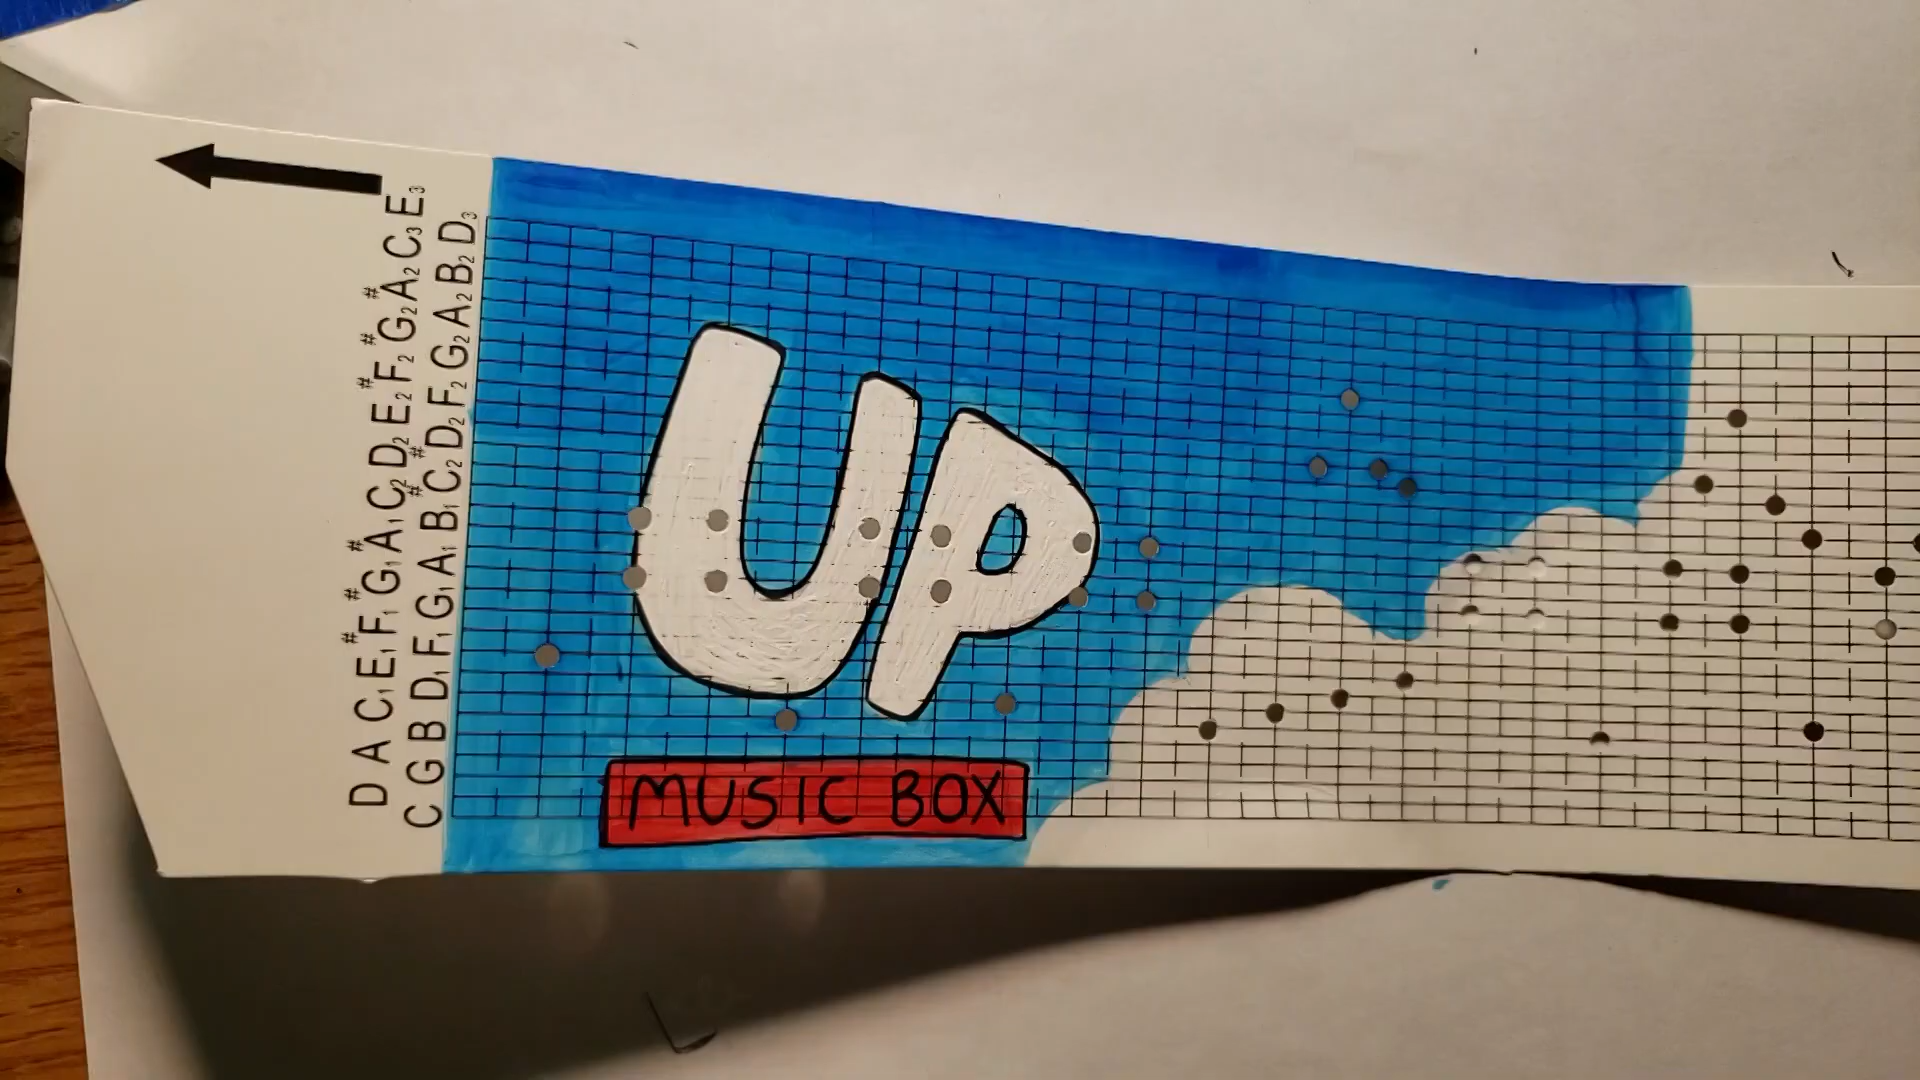 D A C₁ E₁ F₁# G₁# A₁# C₂ D₂ E₂ F₂# G₂# A₂# C₃ E₃
C G B D₁ F₁ G₁ A₁ B₁ C₂# D₂# F₂ G₂ A₂ B₂ D₃
UP
MUSIC BOX